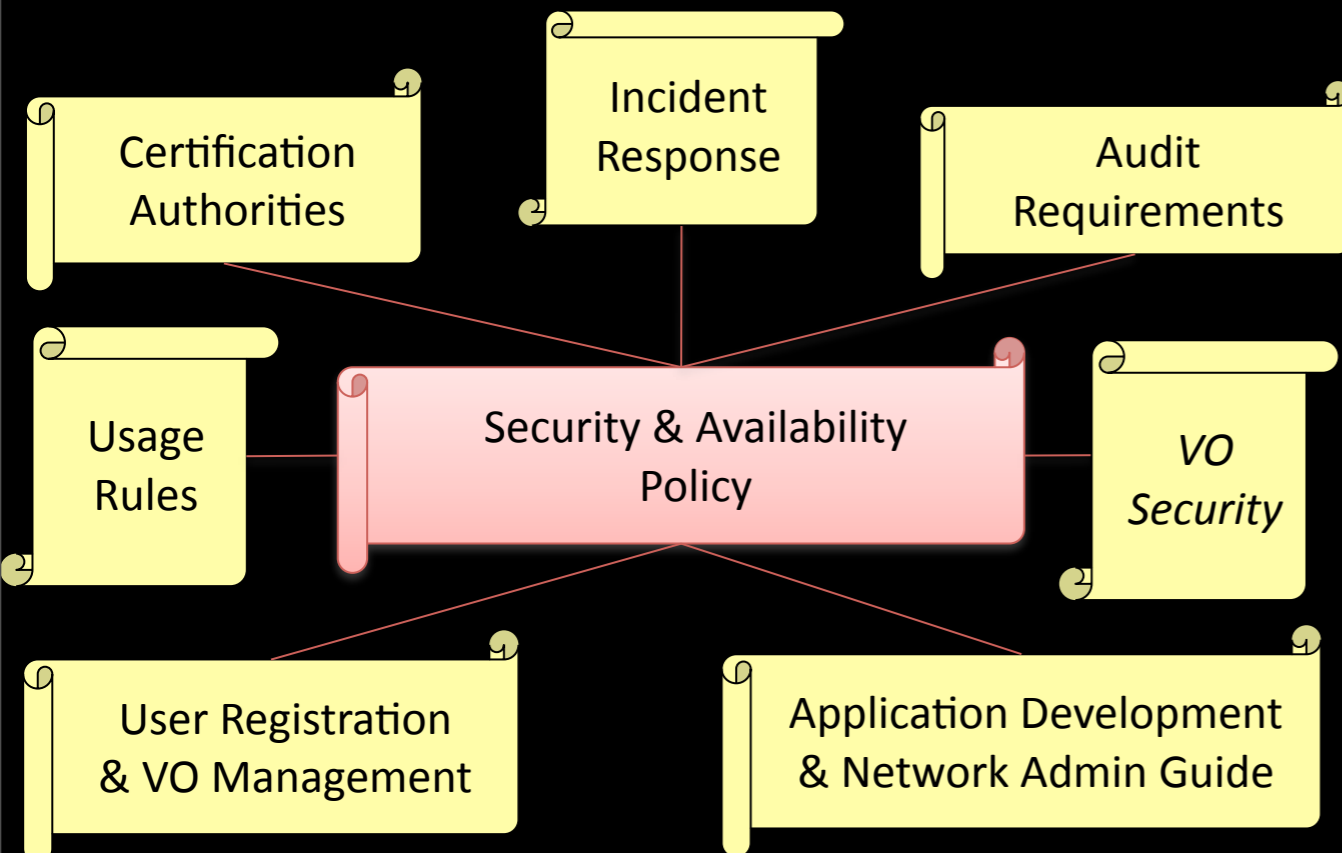 Incident
Response
Certification
Authorities
Audit
Requirements
Usage
Rules
Security & Availability
Policy
VO
Security
User Registration
& VO Management
Application Development
& Network Admin Guide